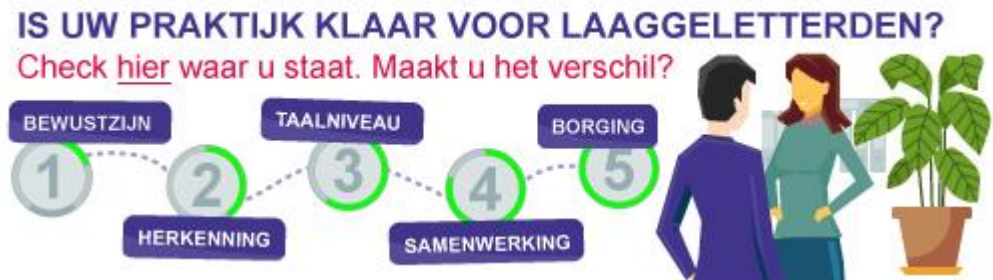 IS UW PRAKTIJK KLAAR VOOR LAAGGELETTERDEN?
Check hier waar u staat. Maakt u het verschil?
BEWUSTZIJN
1
2
HERKENNING
TAALNIVEAU
3
4
SAMENWERKING
BORGING
5